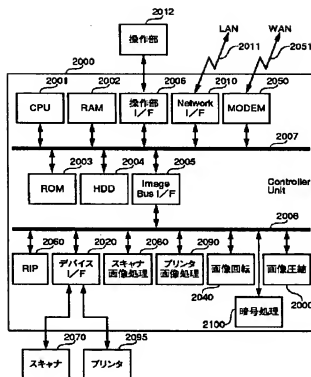 2012
操作部
LAN
WAN
2011
2051
2000
2001
2002
2006
2010
2050
CPU
RAM
操作部 I/F
Network I/F
MODEM
2007
2003
2004
2005
ROM
HDD
Image Bus I/F
Controller Unit
2008
2060
2020
2080
2090
RIP
デバイス I/F
スキャナ 画像処理
プリンタ 画像処理
画像回転
画像圧縮
2040
2100
暗号処理
2070
2095
スキャナ
プリンタ